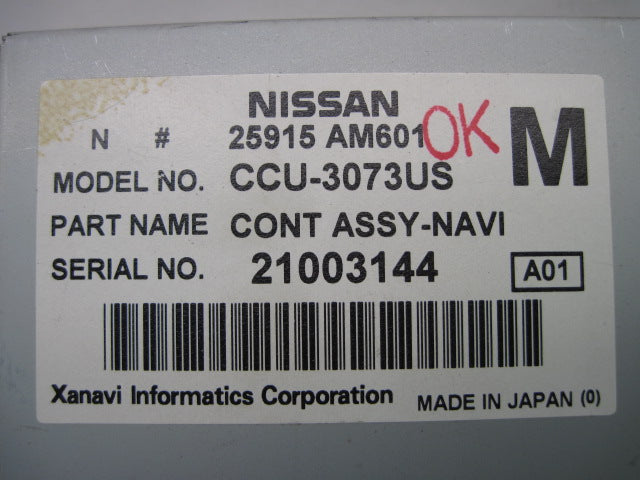 NISSAN
N # 25915 AM601 OK
M
MODEL NO. CCU-3073US
PART NAME CONT ASSY-NAVI
SERIAL NO. 21003144 A01
Xanavi Informatics Corporation MADE IN JAPAN (0)